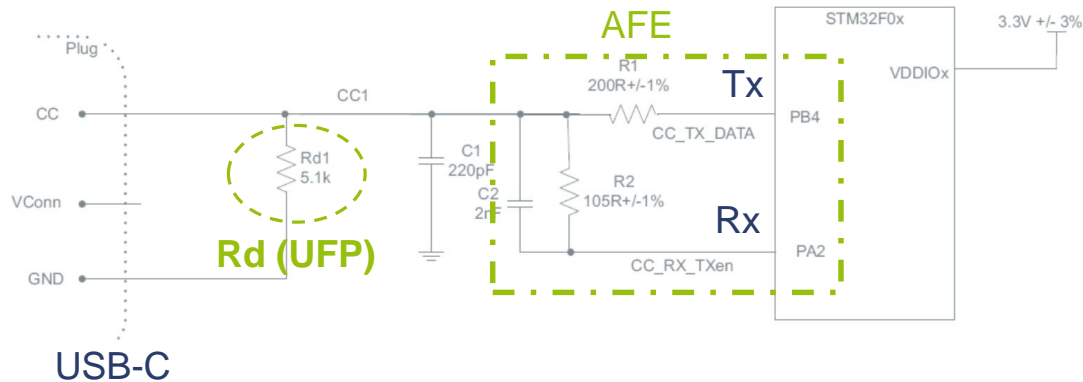 AFE
STM32F0x
3.3V +/- 3%
Plug
R1
200R+/-1%
Tx
VDDIOx
CC
CC1
PB4
CC_TX_DATA
Rd1
5.1k
C1
220pF
C2
2nF
R2
105R+/-1%
VConn
Rx
Rd (UFP)
PA2
GND
CC_RX_TXen
USB-C